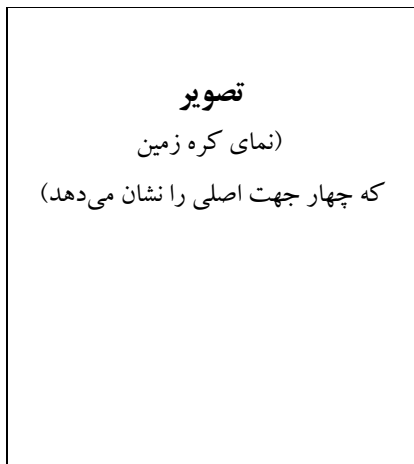 تصویر
(نمای کره زمین
که چهار جهت اصلی را نشان می‌دهد)